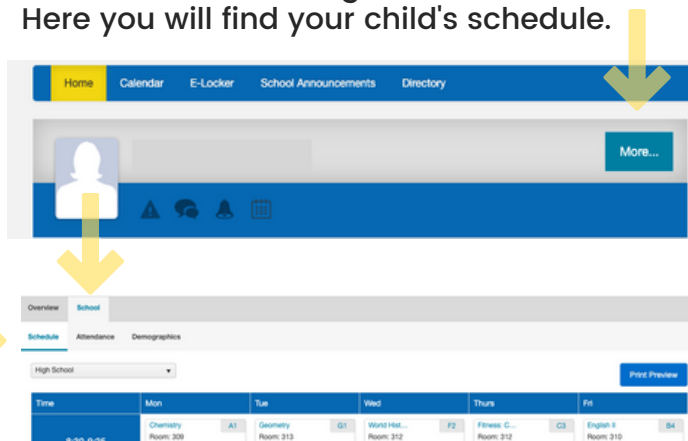 Here you will find your child's schedule.
Home Calendar E-Locker School Announcements Directory
More...
Overview School
Schedule Attendance Demographics
High School Print Preview
Time Mon Tue Wed Thurs Fri
Chemistry A1 Geometry G1 World Hist... F2 Fitness: C... C3 English II B4
Room: 309 Room: 313 Room: 312 Room: 312 Room: 310